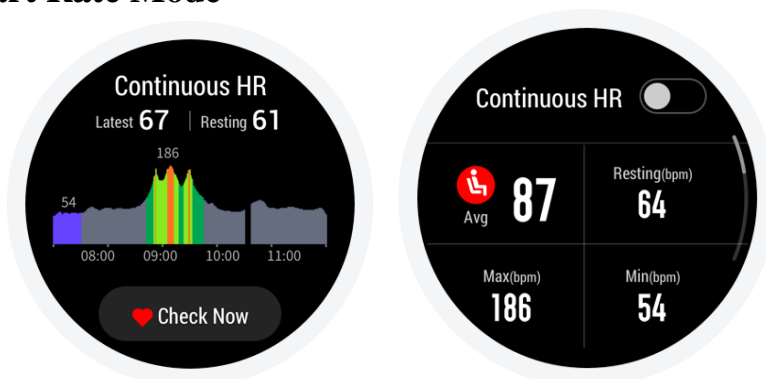 Continuous HR
Latest 67 | Resting 61
186
54
08:00 09:00 10:00 11:00
Check Now
Continuous HR
Avg 87
Resting(bpm)
64
Max(bpm)
186
Min(bpm)
54